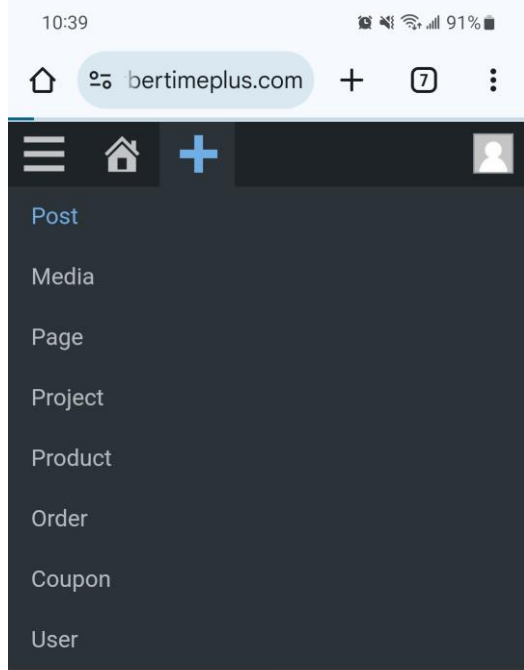 10:39 91%
bertimeplus.com 7
Post
Media
Page
Project
Product
Order
Coupon
User